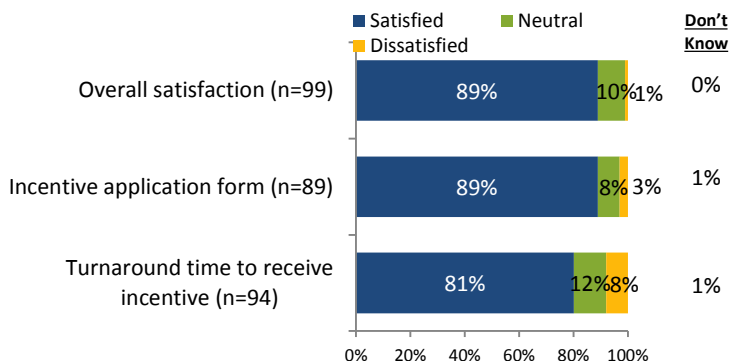 Satisfied Neutral
Dissatisfied
Don't
Know
Overall satisfaction (n=99) 89% 10% 1% 0%
Incentive application form (n=89) 89% 8% 3% 1%
Turnaround time to receive
incentive (n=94) 81% 12% 8% 1%
0% 20% 40% 60% 80% 100%